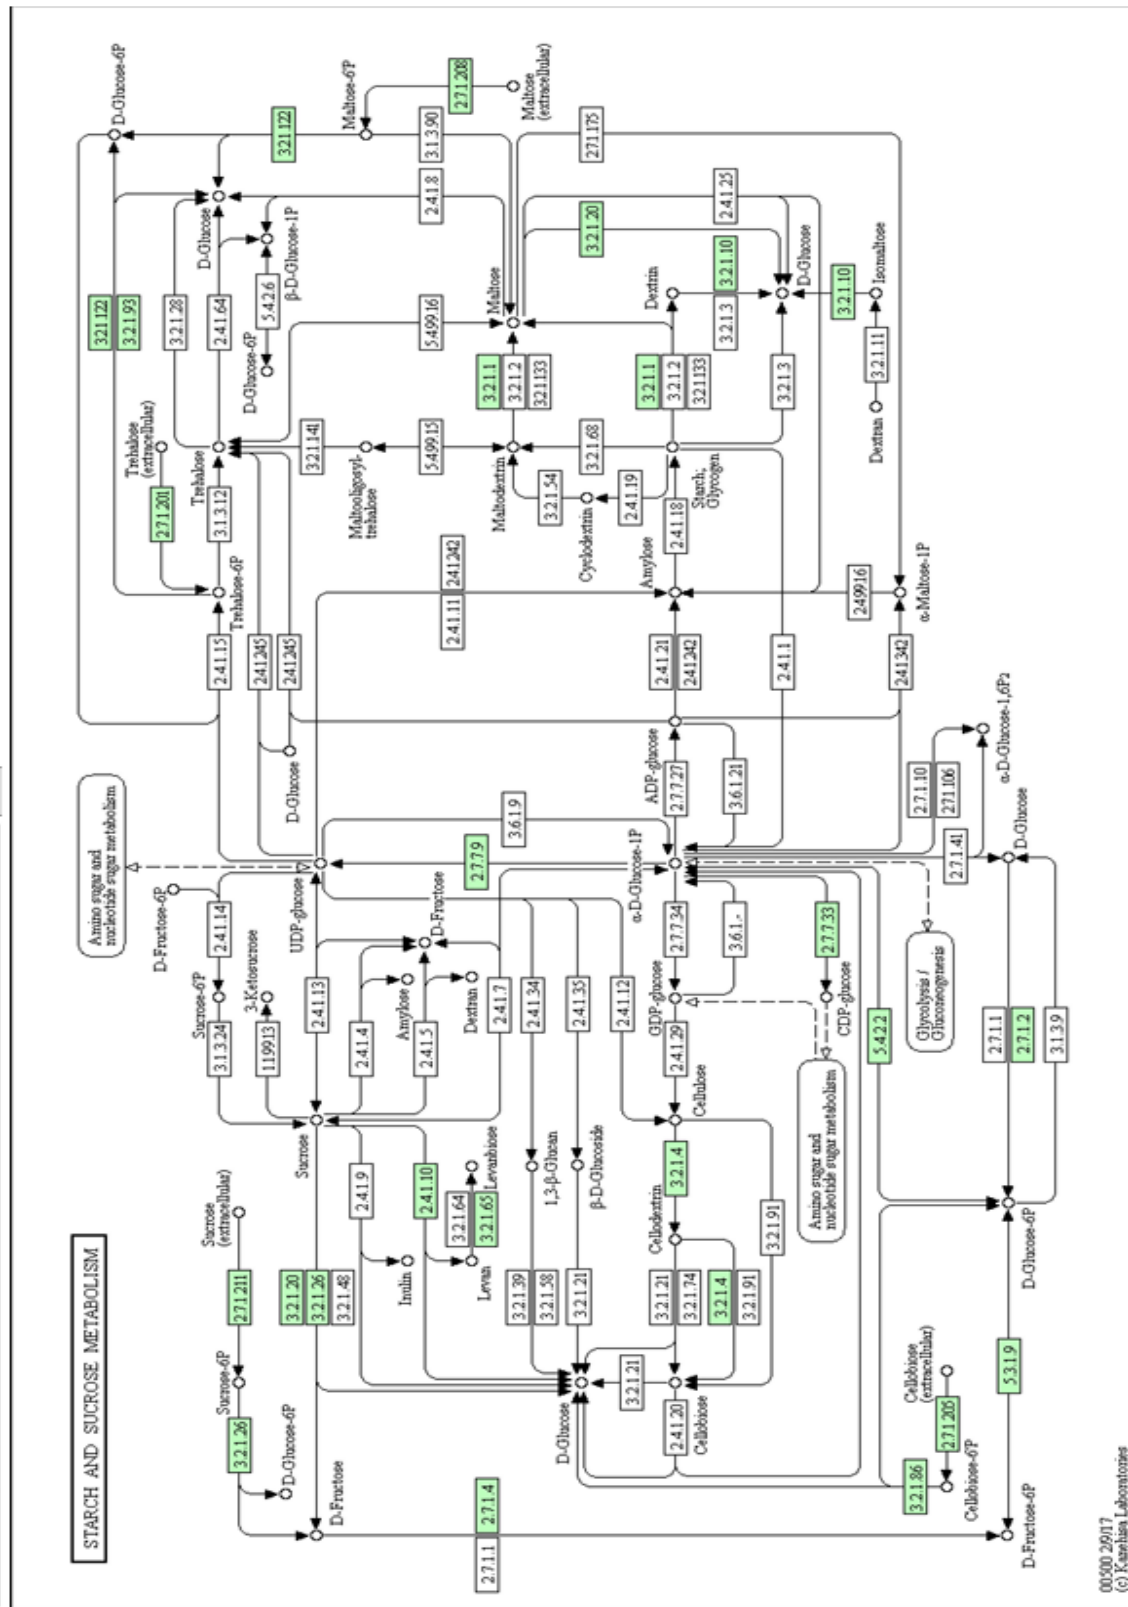 STARCH AND SUCROSE METABOLISM
Amino sugar and
nucleotide sugar metabolism
D-Glucose-6P
3.2.1.122
3.2.1.93
Trehalose
(extracellular)
2.7.1.201
D-Fructose-6P
Sucrose
(extracellular)
Sucrose-6P
3.2.1.26
2.7.1.211
D-Glucose-6P
Sucrose-6'P
3.1.3.24
2.4.1.14
2.4.1.15
Trehalose-6P
3.1.3.12
Trehalose
3.2.1.28
2.4.1.64
D-Glucose
3.2.1.122
3-Ketosucrose
1.1.99.13
2.4.1.245
2.4.1.245
D-Glucose
D-Glucose-6P
5.4.2.6
β-D-Glucose-1P
D-Fructose
3.2.1.20
3.2.1.26
3.2.1.48
Sucrose
2.4.1.13
UDP-glucose
3.2.1.141
Maltooligosyl-
trehalose
Maltose-6'P
2.7.1.208
Maltose
(extracellular)
2.4.1.9
Inulin
2.4.1.4
Amylose
2.4.1.5
D-Fructose
Dextran
2.4.1.10
Levan
3.2.1.64
3.2.1.65
Levanbiose
2.4.1.7
3.6.1.9
2.7.7.9
2.4.1.11
2.4.1.242
5.4.99.15
5.4.99.16
2.4.1.8
3.1.3.90
2.7.1.1
2.7.1.4
3.2.1.39
3.2.1.58
1,3-β-Glucan
2.4.1.34
Maltodextrin
3.2.1.1
3.2.1.2
3.2.1.133
Maltose
D-Glucose
3.2.1.21
β-D-Glucoside
2.4.1.35
3.2.1.54
Cyclodextrin
3.2.1.68
2.4.1.19
3.2.1.20
2.7.1.175
3.2.1.21
2.4.1.12
α-D-Glucose-1P
ADP-glucose
Amylose
Dextrin
2.4.1.20
Cellobiose
3.2.1.21
3.2.1.74
Cellodextrin
3.2.1.4
Cellulose
2.4.1.29
GDP-glucose
2.7.7.34
2.7.7.27
2.4.1.21
2.4.1.242
2.4.1.18
Starch;
Glycogen
3.2.1.1
3.2.1.2
3.2.1.133
3.2.1.4
3.2.1.91
3.6.1.-
3.6.1.21
3.2.1.3
3.2.1.10
2.4.1.25
3.2.1.91
2.4.1.1
3.2.1.3
D-Glucose
Amino sugar and
nucleotide sugar metabolism
CDP-glucose
2.7.7.33
2.4.99.16
3.2.1.10
Dextran
3.2.1.11
Isomaltose
5.4.2.2
2.4.1.342
α-Maltose-1P
3.2.1.86
Cellobiose
(extracellular)
2.7.1.205
Cellobiose-6'P
Glycolysis /
Gluconeogenesis
2.7.1.10
2.7.1.106
2.7.1.41
α-D-Glucose-1,6P2
D-Fructose-6P
5.3.1.9
D-Glucose-6P
2.7.1.1
2.7.1.2
3.1.3.9
D-Glucose
00500 2/9/17
(c) Kanehisa Laboratories